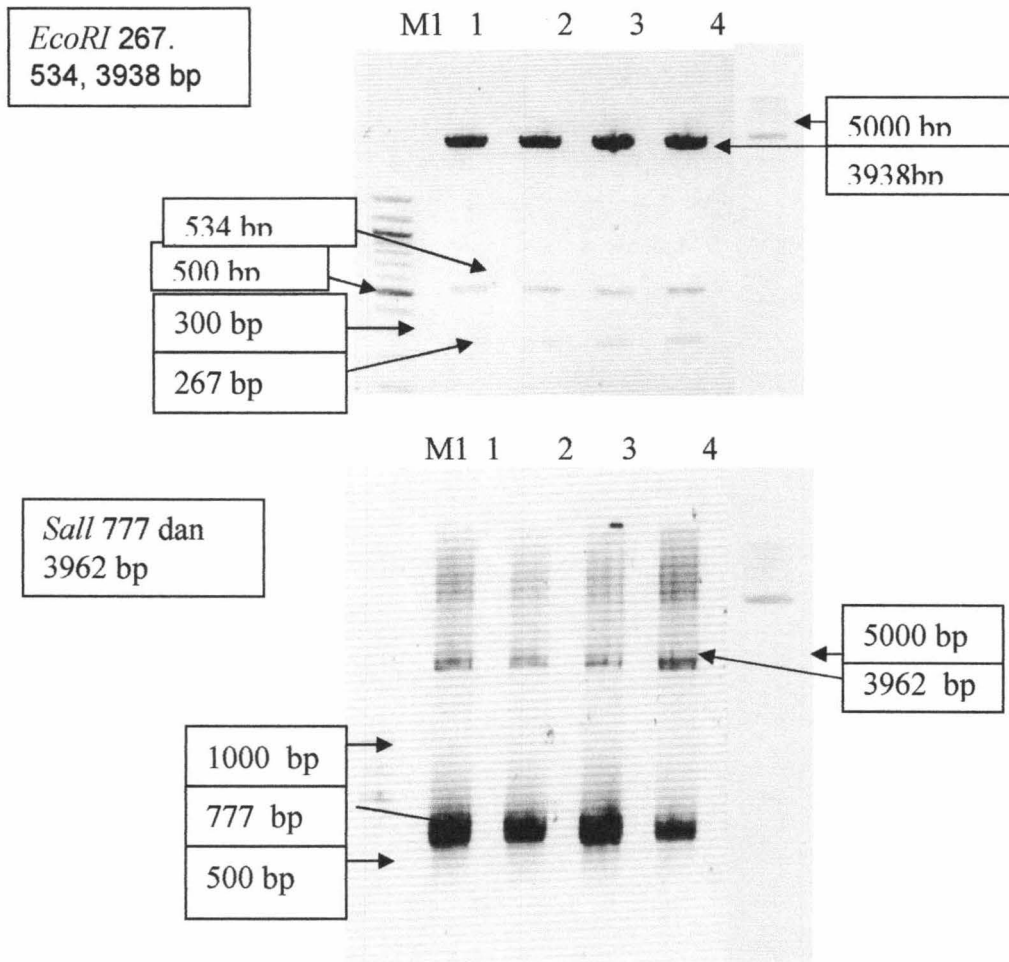 M1 1 2 3 4
EcoRI 267.
534, 3938 bp
5000 bp
3938bp
534 bp
500 bp
300 bp
267 bp
M1 1 2 3 4
SalI 777 dan
3962 bp
5000 bp
3962 bp
1000 bp
777 bp
500 bp